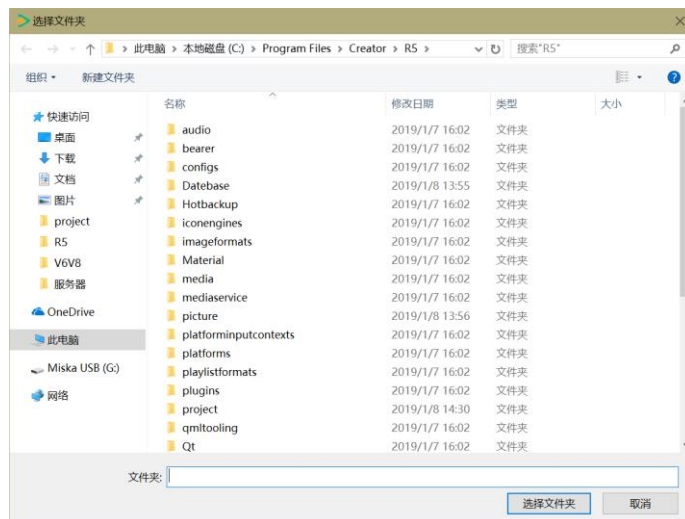 选择文件夹
此电脑 > 本地磁盘 (C:) > Program Files > Creator > R5 >
搜索"R5"
组织 新建文件夹
名称 修改日期 类型 大小
快速访问
桌面
下载
文档
图片
project
R5
V6V8
服务器
OneDrive
此电脑
Miska USB (G:)
网络
audio 2019/1/7 16:02 文件夹
bearer 2019/1/7 16:02 文件夹
configs 2019/1/7 16:02 文件夹
Datebase 2019/1/8 13:55 文件夹
Hotbackup 2019/1/7 16:02 文件夹
iconengines 2019/1/7 16:02 文件夹
imageformats 2019/1/7 16:02 文件夹
Material 2019/1/7 16:02 文件夹
media 2019/1/7 16:02 文件夹
mediaservice 2019/1/7 16:02 文件夹
picture 2019/1/8 13:56 文件夹
platforminputcontexts 2019/1/7 16:02 文件夹
platforms 2019/1/7 16:02 文件夹
playlistformats 2019/1/7 16:02 文件夹
plugins 2019/1/7 16:02 文件夹
project 2019/1/8 14:30 文件夹
qmltooling 2019/1/7 16:02 文件夹
Qt 2019/1/7 16:02 文件夹
文件夹:
选择文件夹 取消